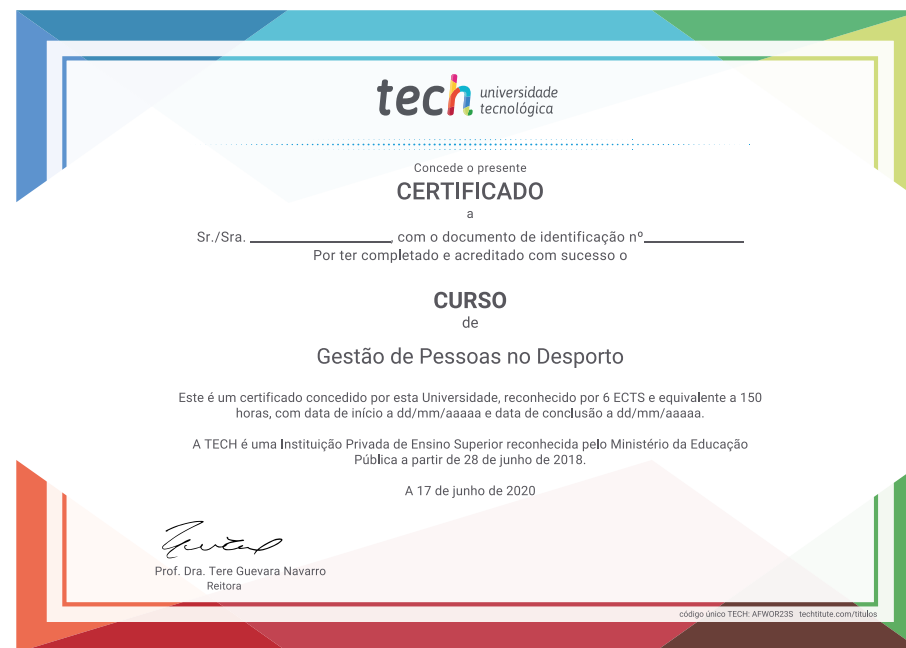 tech universidade
tecnológica
Concede o presente
CERTIFICADO
a
Sr./Sra. ____________________, com o documento de identificação nº______________
Por ter completado e acreditado com sucesso o
CURSO
de
Gestão de Pessoas no Desporto
Este é um certificado concedido por esta Universidade, reconhecido por 6 ECTS e equivalente a 150
horas, com data de início a dd/mm/aaaaa e data de conclusão a dd/mm/aaaaa.
A TECH é uma Instituição Privada de Ensino Superior reconhecida pelo Ministério da Educação
Pública a partir de 28 de junho de 2018.
A 17 de junho de 2020
Prof. Dra. Tere Guevara Navarro
Reitora
código único TECH: AFWOR23S techtitute.com/titulos